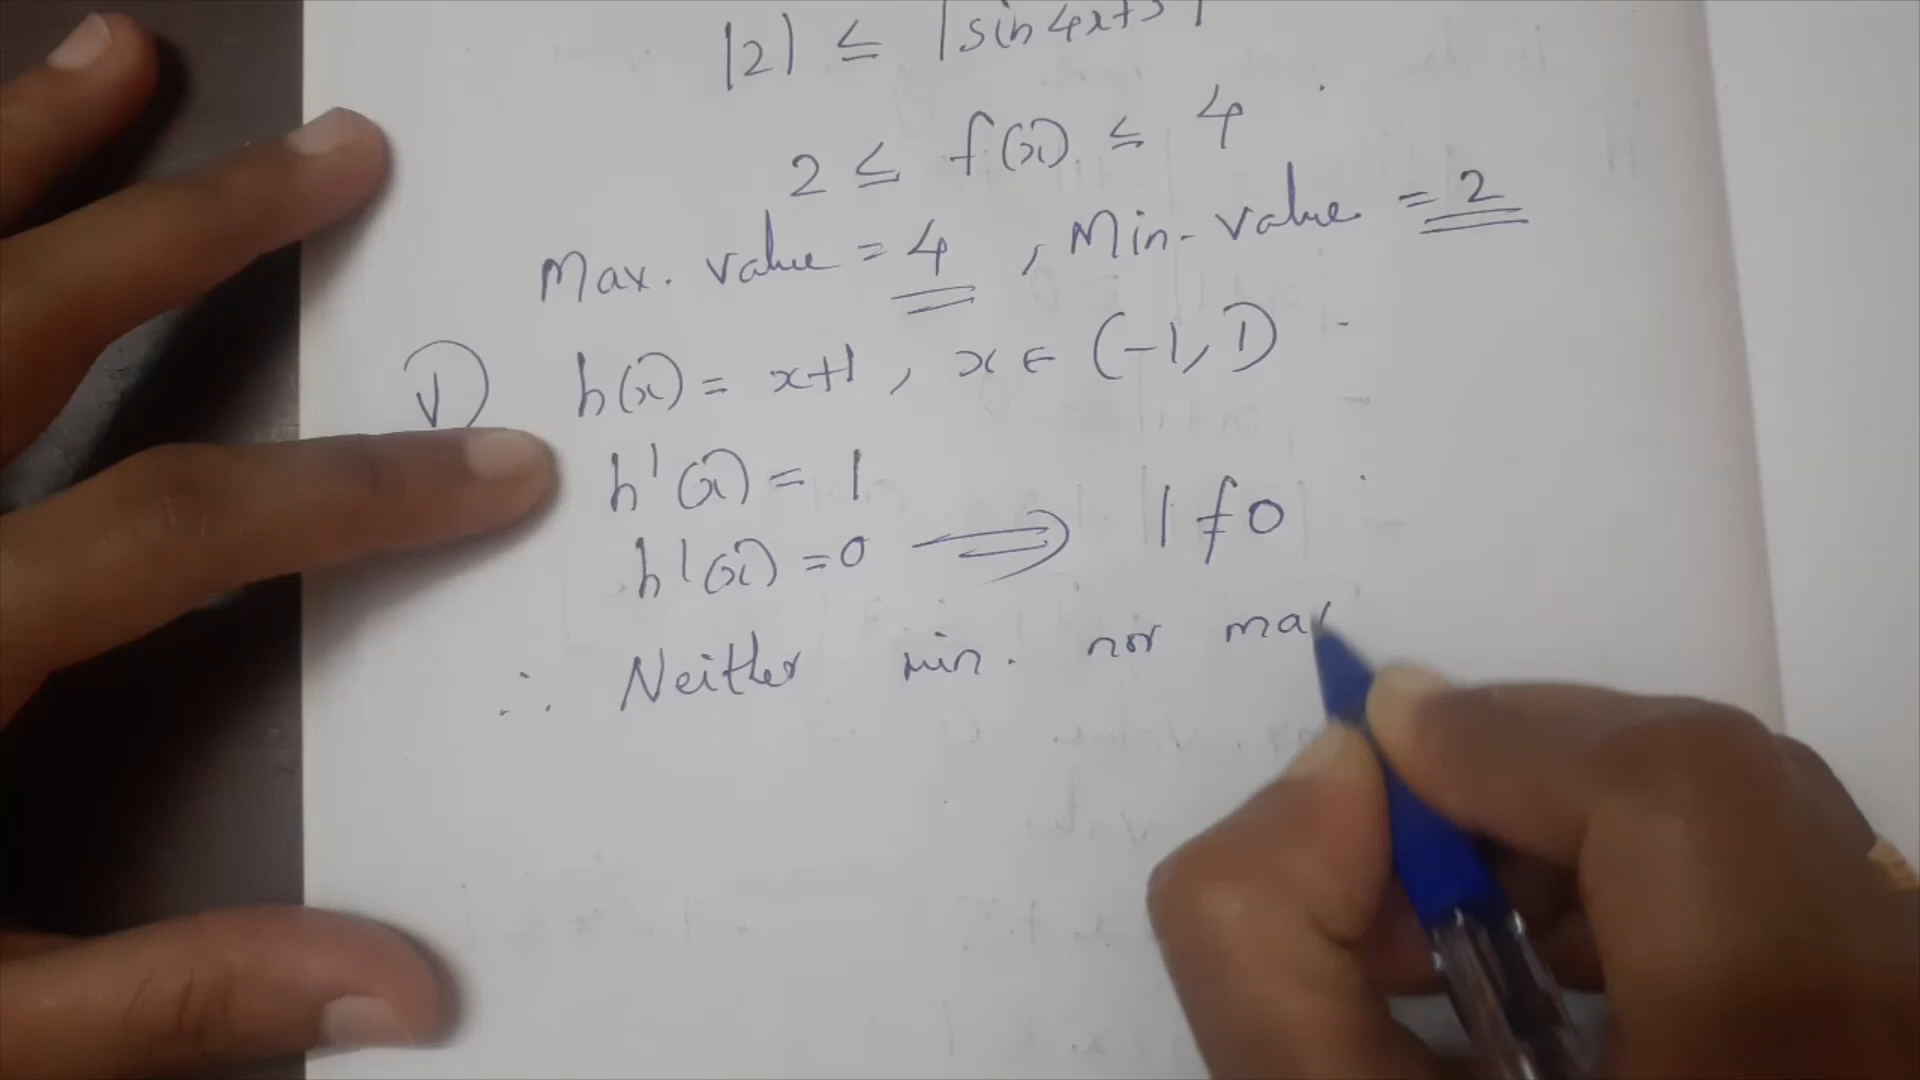 |2| ≤ |sin4x+3|
2 ≤ f(x) ≤ 4
Max. value = 4 , Min. value = 2
V) h(x) = x+1 , x ∈ (-1, 1)
h'(x) = 1
h'(x) = 0 ⟹ 1 ≠ 0
∴ Neither min. nor max